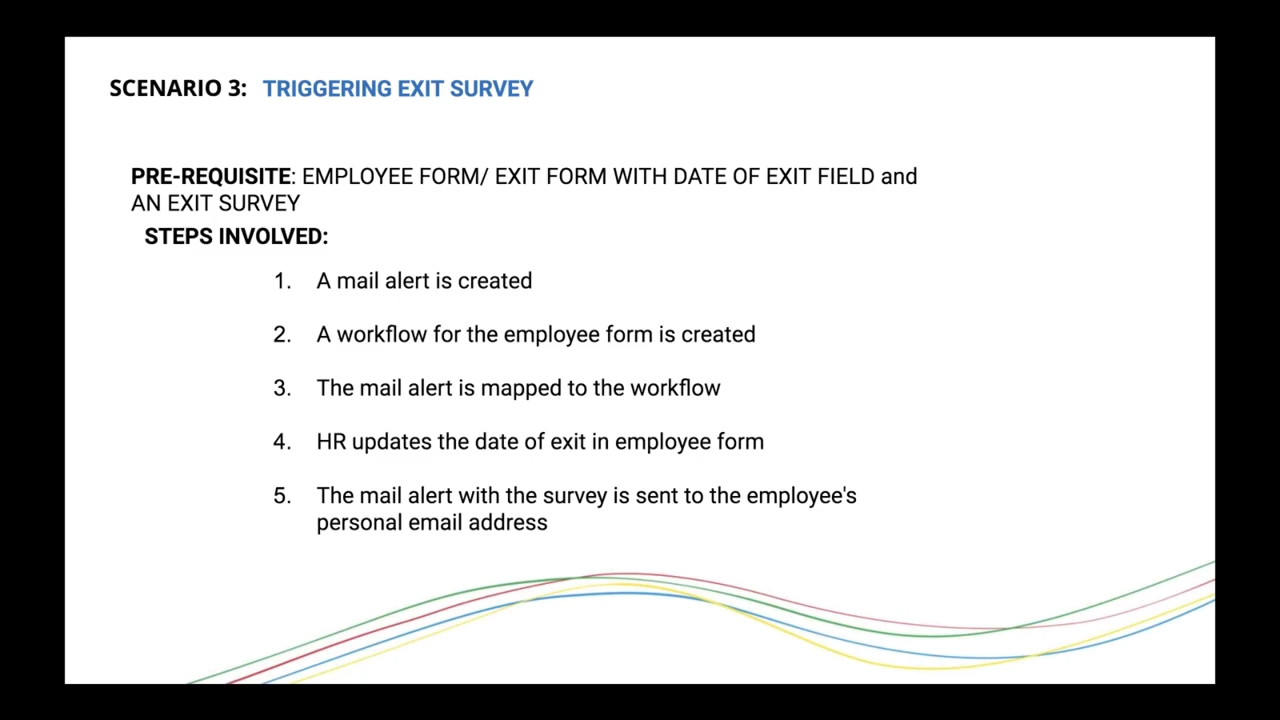 SCENARIO 3: TRIGGERING EXIT SURVEY
PRE-REQUISITE: EMPLOYEE FORM/ EXIT FORM WITH DATE OF EXIT FIELD and
AN EXIT SURVEY
STEPS INVOLVED:
1. A mail alert is created
2. A workflow for the employee form is created
3. The mail alert is mapped to the workflow
4. HR updates the date of exit in employee form
5. The mail alert with the survey is sent to the employee's
personal email address